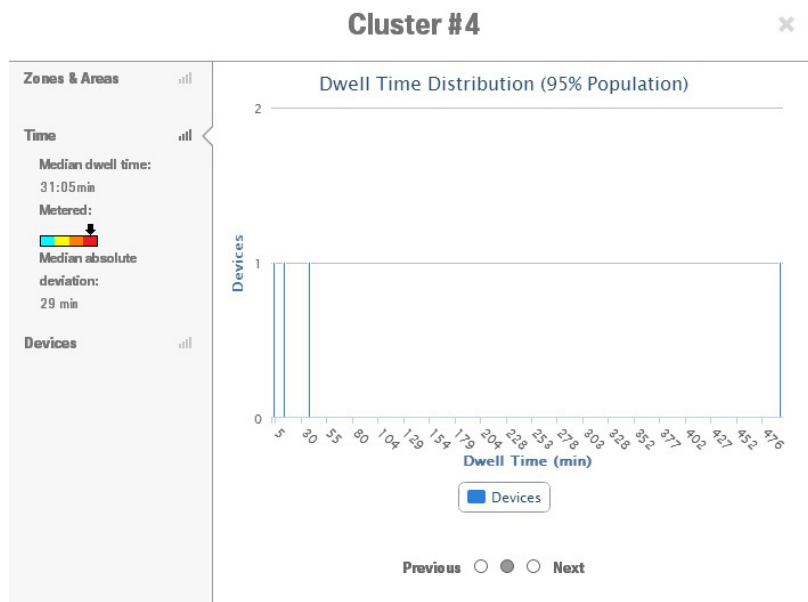 Cluster #4
×
Zones & Areas
Time
Median dwell time:
31:05min
Metered:
Median absolute
deviation:
29 min
Devices
Dwell Time Distribution (95% Population)
2
1
0
Devices
5 30 55 80 104 129 154 179 204 228 253 278 303 328 352 377 402 427 452 476
Dwell Time (min)
Devices
Previous Next